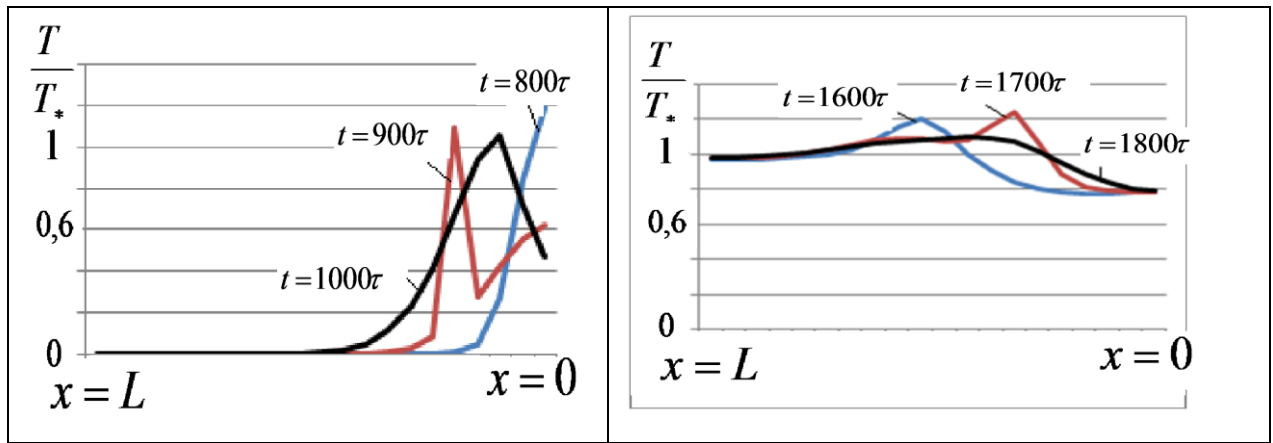 T
T*
t = 800τ
t = 900τ
1
0,6
t = 1000τ
0
x = L
x = 0
T
T*
t = 1600τ
t = 1700τ
t = 1800τ
1
0,6
0
x = L
x = 0